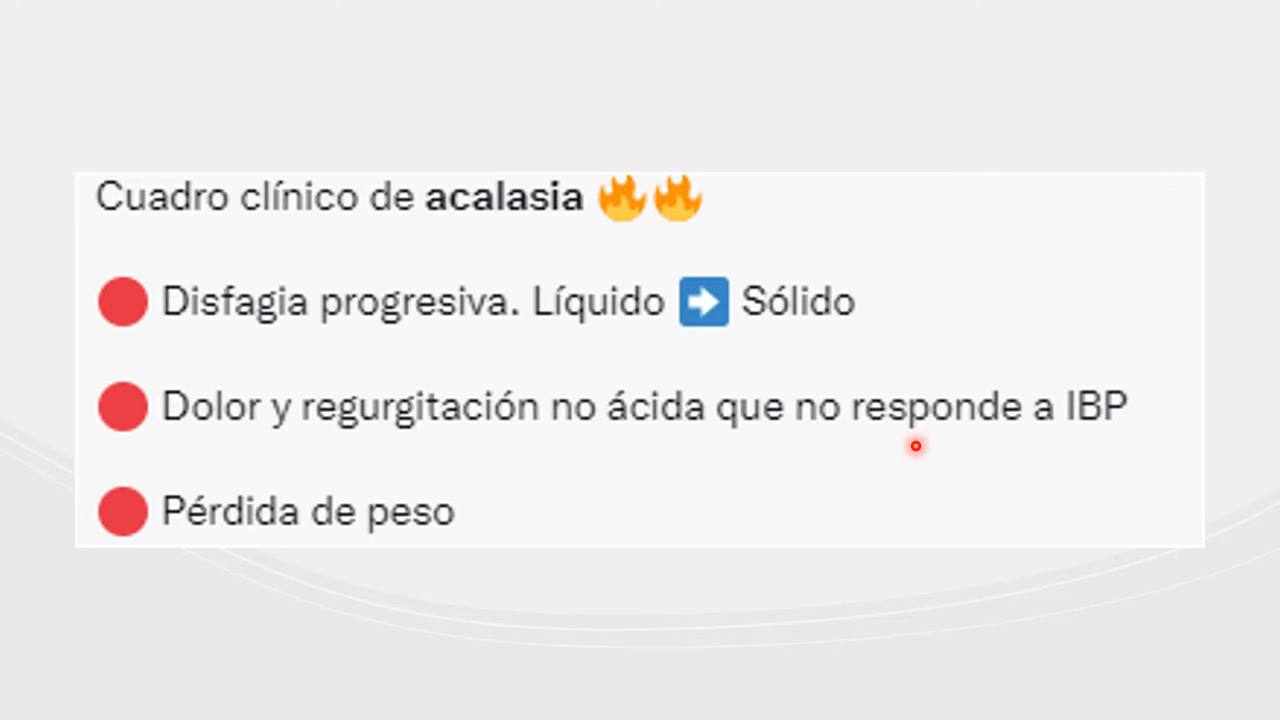 Cuadro clínico de acalasia 🔥🔥
🔴 Disfagia progresiva. Líquido ➡️ Sólido
🔴 Dolor y regurgitación no ácida que no responde a IBP
🔴 Pérdida de peso